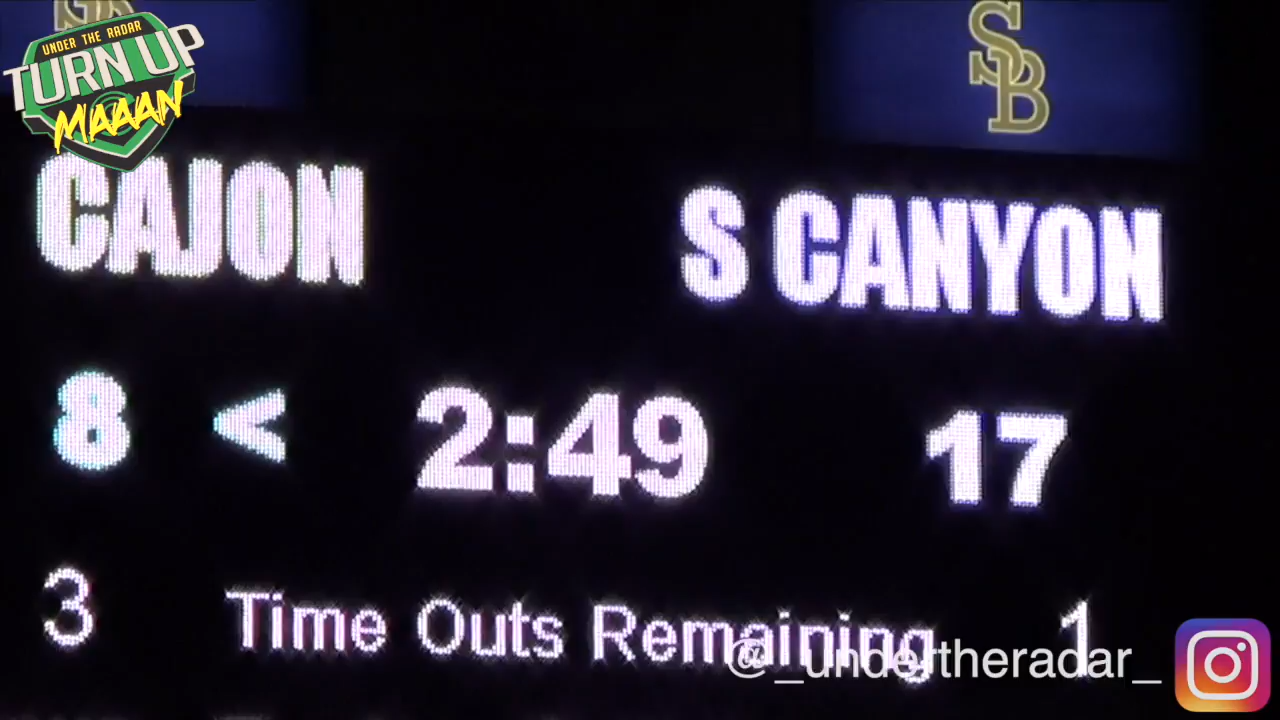 UNDER THE RADAR
TURN UP
MAAAN
SB
CAJON
S CANYON
8 < 2:49 17
3 Time Outs Remaining 1
@_undertheradar_